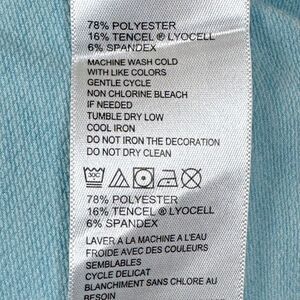 78% POLYESTER
16% TENCEL ® LYOCELL
6% SPANDEX
MACHINE WASH COLD
WITH LIKE COLORS
GENTLE CYCLE
NON CHLORINE BLEACH
IF NEEDED
TUMBLE DRY LOW
COOL IRON
DO NOT IRON THE DECORATION
DO NOT DRY CLEAN
30C
78% POLYESTER
16% TENCEL ® LYOCELL
6% SPANDEX
LAVER A LA MACHINE A L'EAU
FROIDE AVEC DES COULEURS
SEMBLABLES
CYCLE DELICAT
BLANCHIMENT SANS CHLORE AU
BESOIN